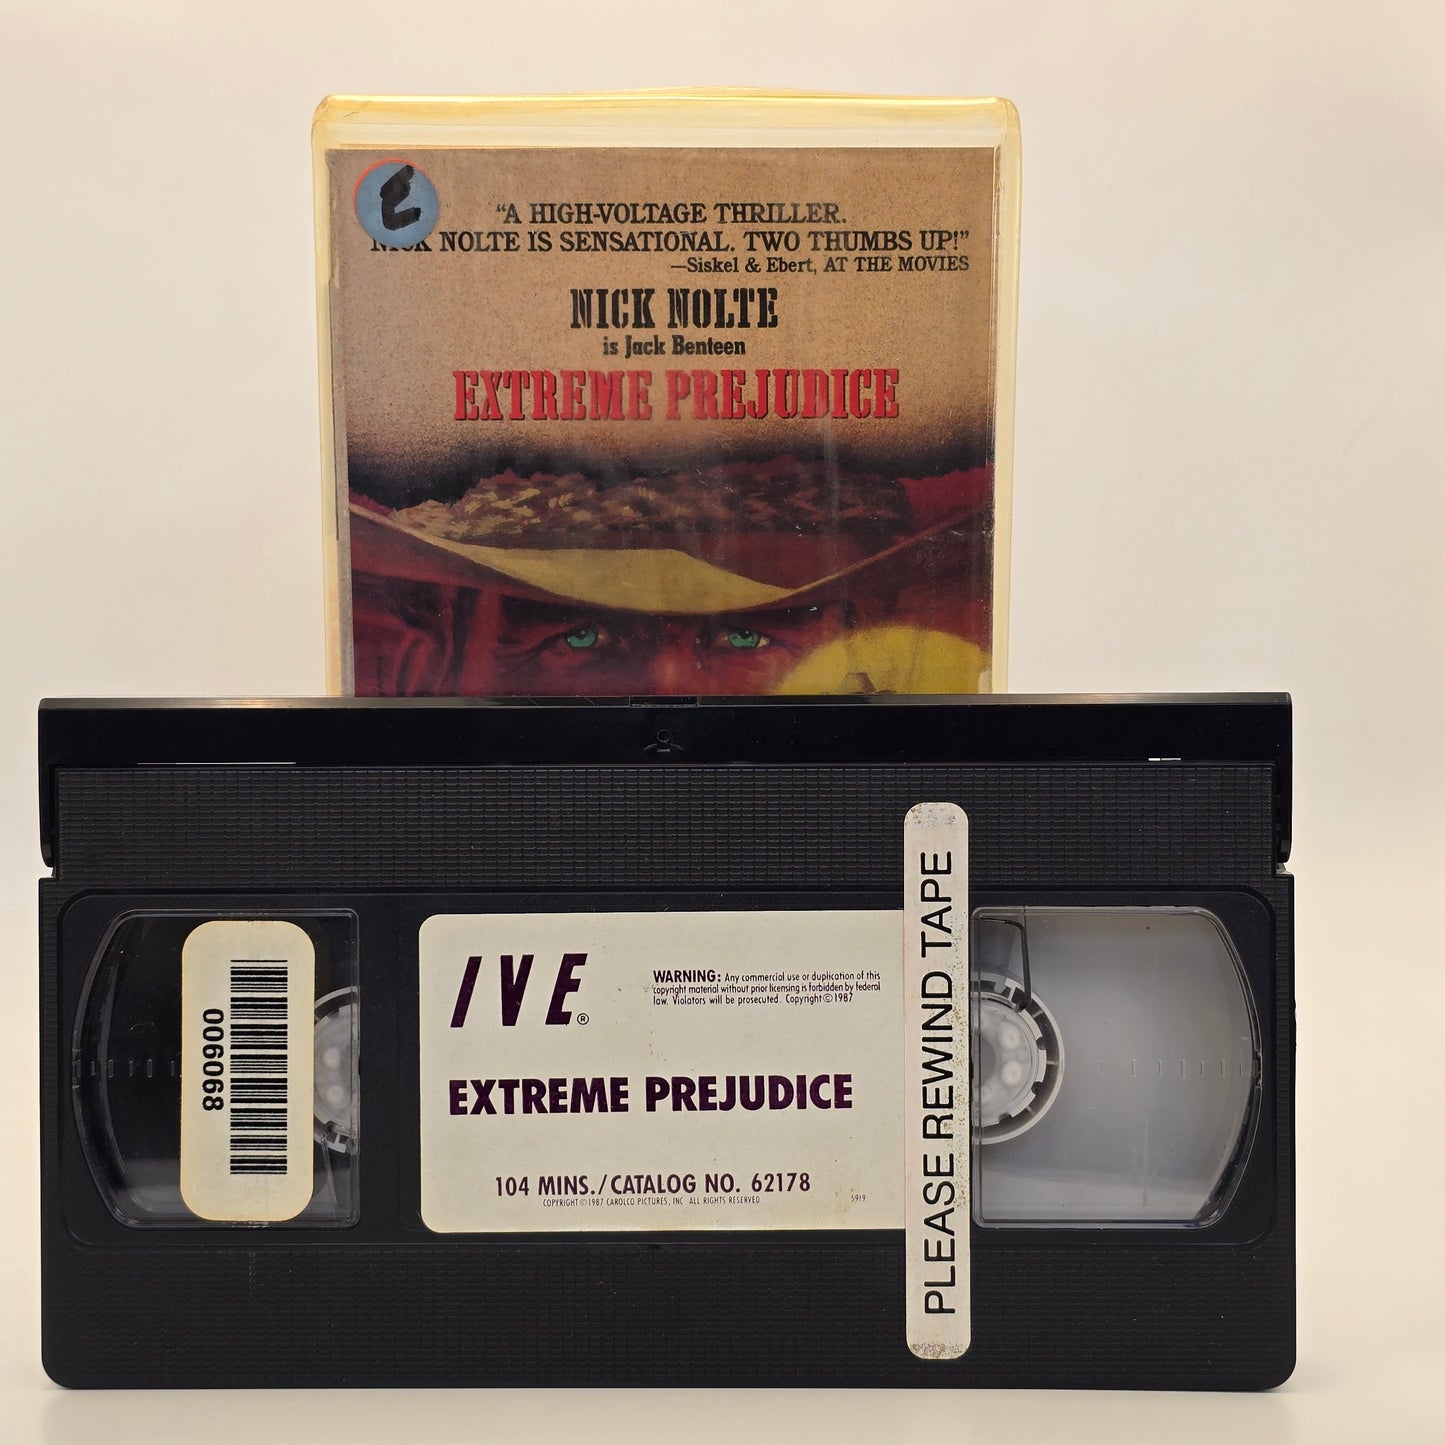 E
“A HIGH-VOLTAGE THRILLER.
NICK NOLTE IS SENSATIONAL. TWO THUMBS UP!”
—Siskel & Ebert, AT THE MOVIES
NICK NOLTE
is Jack Benteen
EXTREME PREJUDICE
006068
IVE®
WARNING: Any commercial use or duplication of this
copyright material without prior licensing is forbidden by federal
law. Violators will be prosecuted. Copyright © 1987
EXTREME PREJUDICE
104 MINS./CATALOG NO. 62178
COPYRIGHT © 1987 CAROLCO PICTURES, INC. ALL RIGHTS RESERVED
5919
PLEASE REWIND TAPE